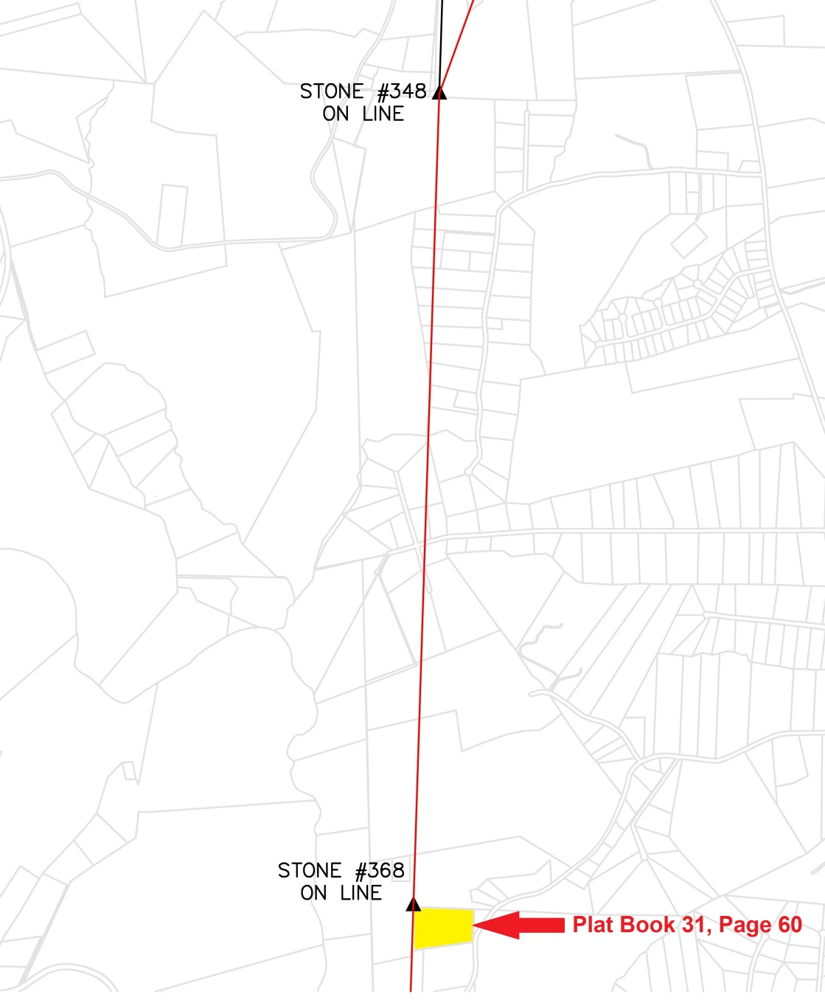 STONE #348
ON LINE
STONE #368
ON LINE
Plat Book 31, Page 60